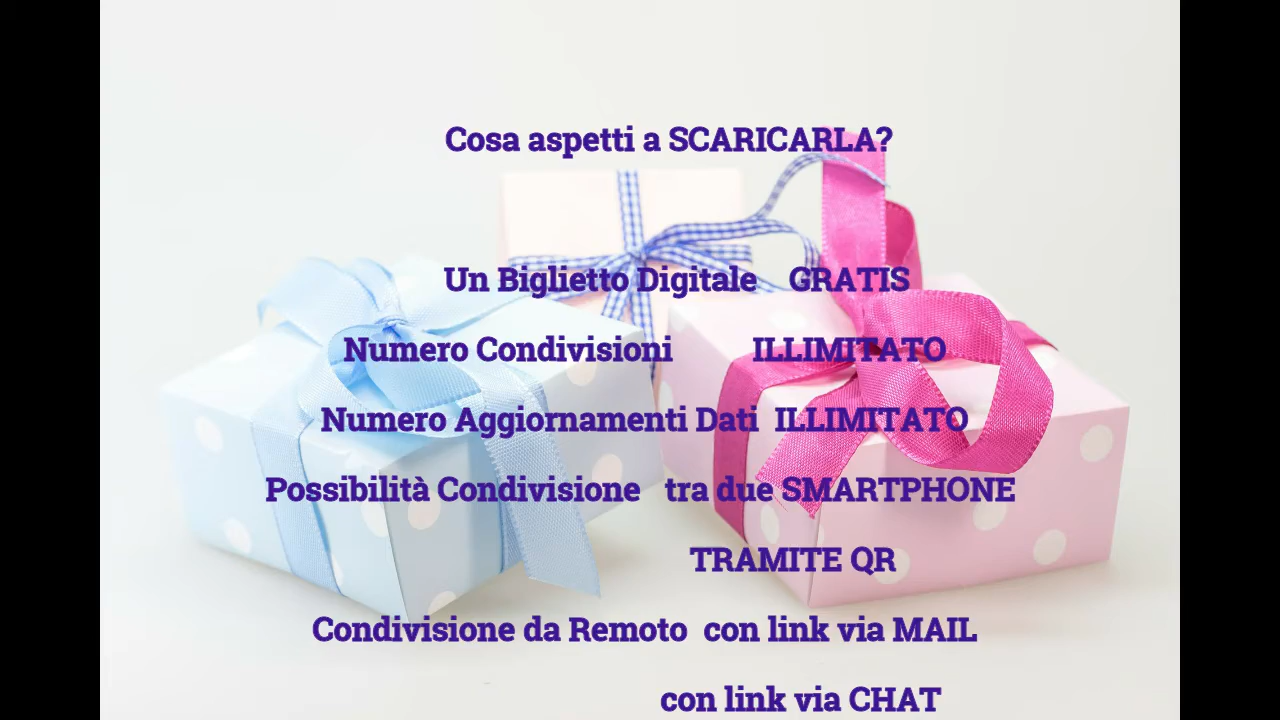 Cosa aspetti a SCARICARLA?
Un Biglietto Digitale GRATIS
Numero Condivisioni ILLIMITATO
Numero Aggiornamenti Dati ILLIMITATO
Possibilità Condivisione tra due SMARTPHONE
TRAMITE QR
Condivisione da Remoto con link via MAIL
con link via CHAT